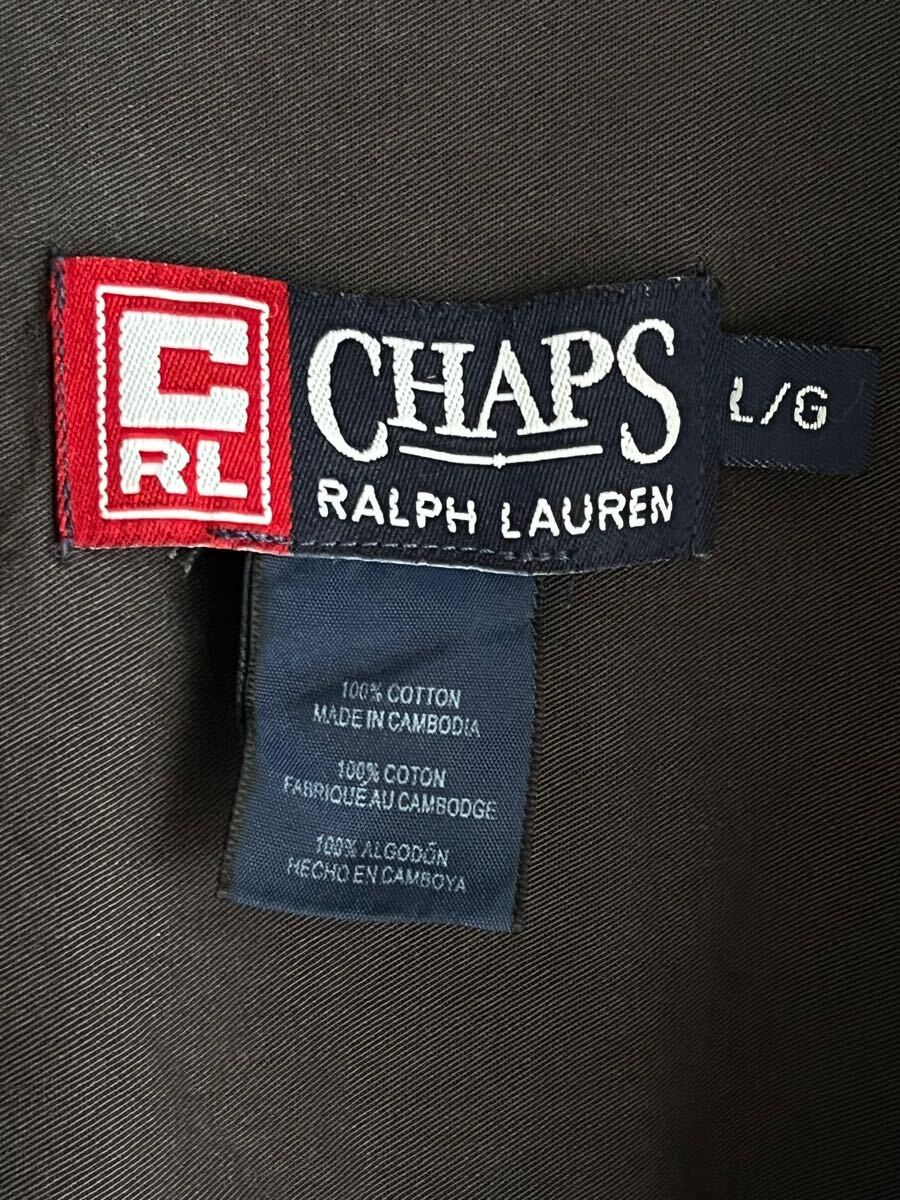 C
RL
CHAPS
RALPH LAUREN
L/G
100% COTTON
MADE IN CAMBODIA
100% COTON
FABRIQUÉ AU CAMBODGE
100% ALGODÓN
HECHO EN CAMBOYA